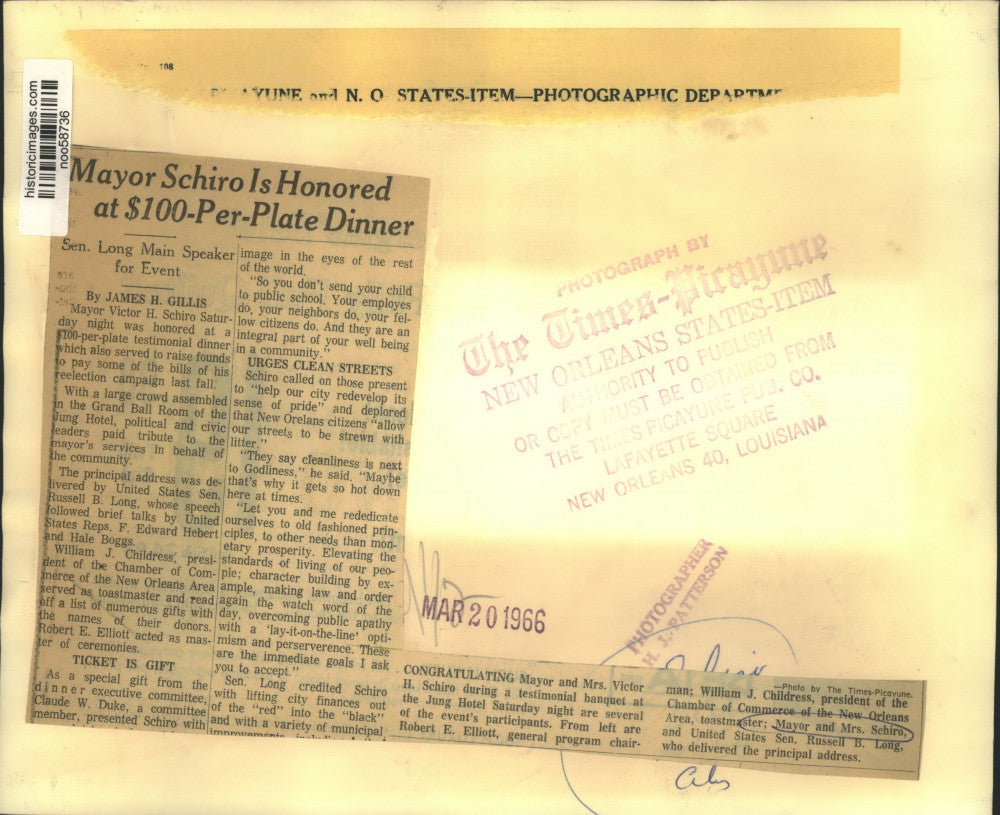 historicimages.com
noo58736
108
AYUNE and N. O. STATES-ITEM—PHOTOGRAPHIC DEPARTME
Mayor Schiro Is Honored
at $100-Per-Plate Dinner
Sen. Long Main Speaker
for Event
By JAMES H. GILLIS
Mayor Victor H. Schiro Satur-
day night was honored at a
$100-per-plate testimonial dinner
which also served to raise founds
to pay some of the bills of his
reelection campaign last fall.
With a large crowd assembled
in the Grand Ball Room of the
Jung Hotel, political and civic
leaders paid tribute to the
mayor's services in behalf of
the community.
The principal address was de-
livered by United States Sen.
Russell B. Long, whose speech
followed brief talks by United
States Reps. F. Edward Hebert
and Hale Boggs.
William J. Childress, presi-
dent of the Chamber of Com-
merce of the New Orleans Area
served as toastmaster and read
off a list of numerous gifts with
the names of their donors.
Robert E. Elliott acted as mas-
ter of ceremonies.
TICKET IS GIFT
As a special gift from the
dinner executive committee,
Claude W. Duke, a committee
member, presented Schiro with
image in the eyes of the rest
of the world.
"So you don't send your child
to public school. Your employes
do, your neighbors do, your fel-
low citizens do. And they are an
integral part of your well being
in a community."
URGES CLEAN STREETS
Schiro called on those present
to "help our city redevelop its
sense of pride" and deplored
that New Orelans citizens "allow
our streets to be strewn with
litter."
"They say cleanliness is next
to Godliness," he said. "Maybe
that's why it gets so hot down
here at times.
"Let you and me rededicate
ourselves to old fashioned prin-
ciples, to other needs than mon-
etary prosperity. Elevating the
standards of living of our peo-
ple; character building by ex-
ample, making law and order
again the watch word of the
day, overcoming public apathy
with a 'lay-it-on-the-line' opti-
mism and perserverence. These
are the immediate goals I ask
you to accept."
Sen. Long credited Schiro
with lifting city finances out
of the "red" into the "black"
and with a variety of municipal
PHOTOGRAPH BY
The Times-Picayune
NEW ORLEANS STATES-ITEM
AUTHORITY TO PUBLISH
OR COPY MUST BE OBTAINED FROM
THE TIMES-PICAYUNE PUB. CO.
LAFAYETTE SQUARE
NEW ORLEANS 40, LOUISIANA
MAR 20 1966
PHOTOGRAPHER
H. J. PATTERSON
CONGRATULATING Mayor and Mrs. Victor
H. Schiro during a testimonial banquet at
the Jung Hotel Saturday night are several
of the event's participants. From left are
Robert E. Elliott, general program chair-
—Photo by The Times-Picayune.
man; William J. Childress, president of the
Chamber of Commerce of the New Orleans
Area, toastmaster; Mayor and Mrs. Schiro,
and United States Sen. Russell B. Long,
who delivered the principal address.